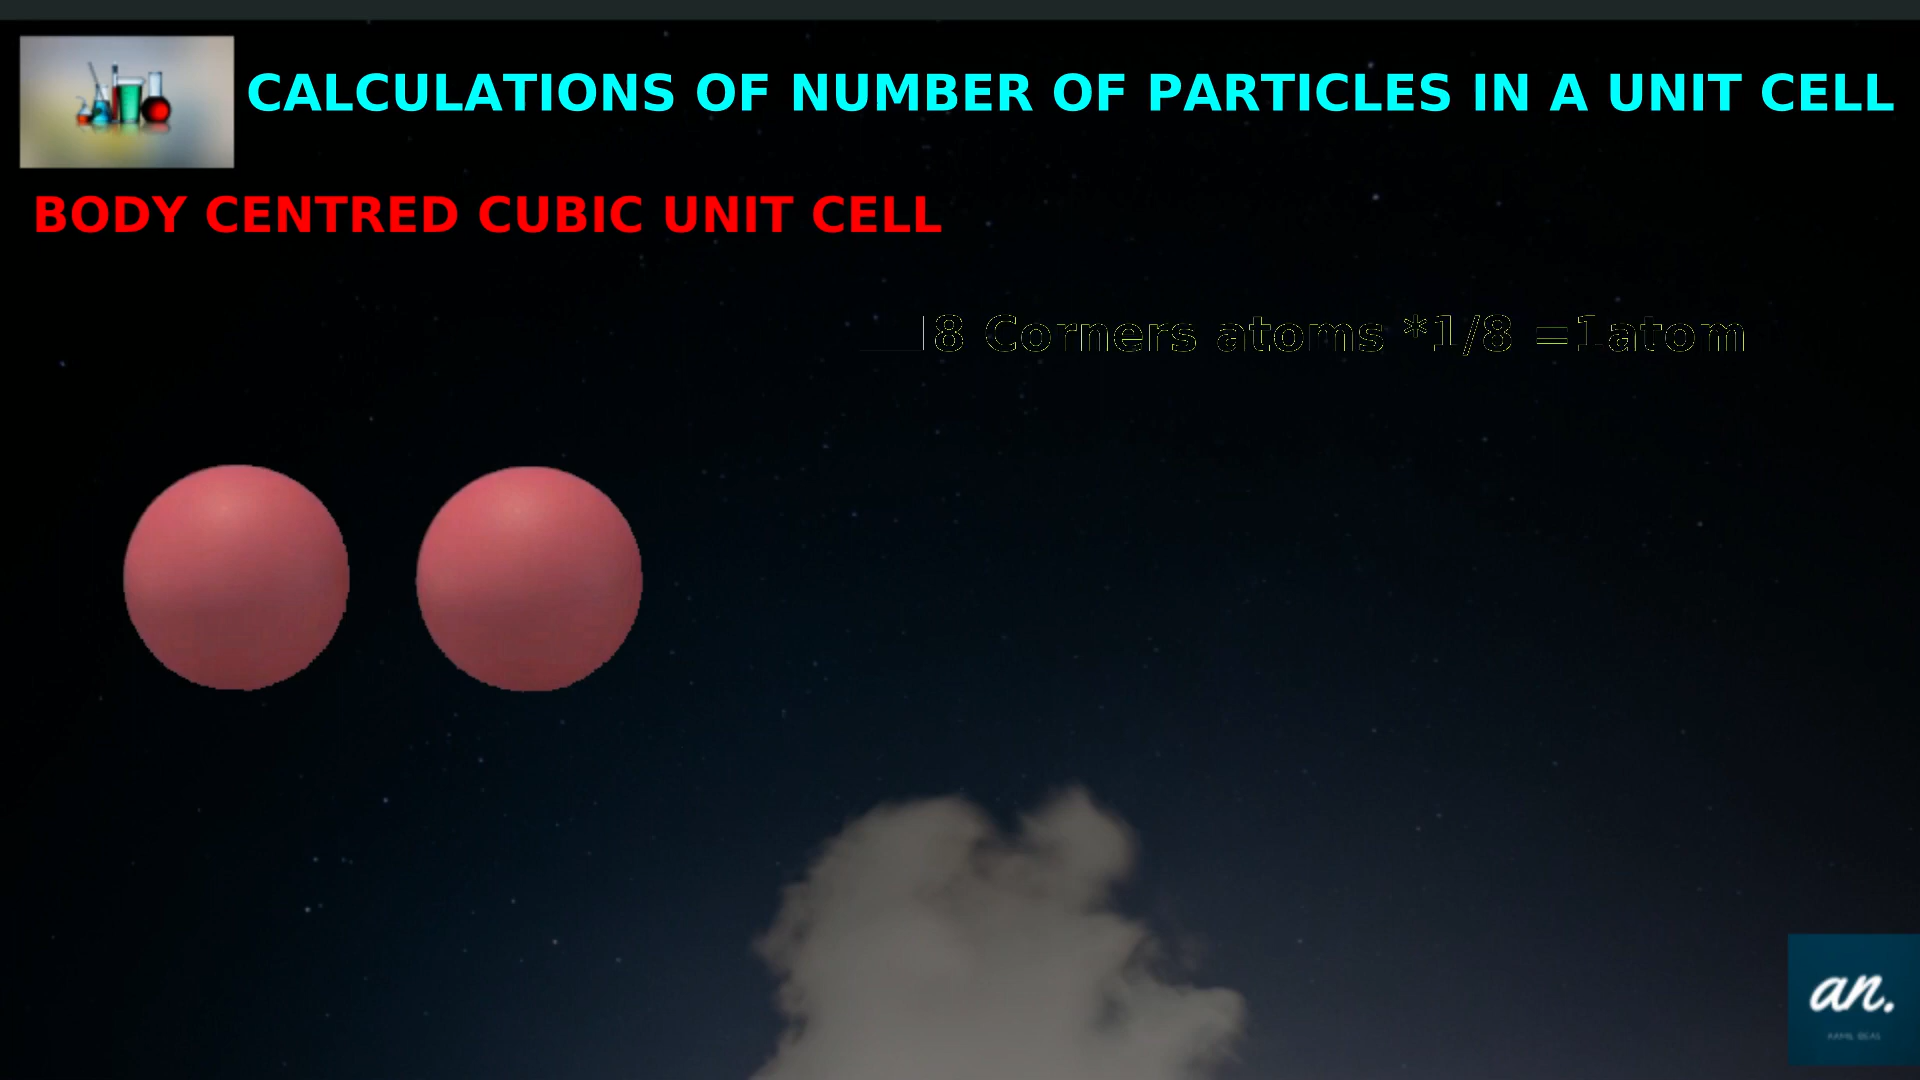 CALCULATIONS OF NUMBER OF PARTICLES IN A UNIT CELL
BODY CENTRED CUBIC UNIT CELL
8 Corners atoms *1/8 =1atom
an.